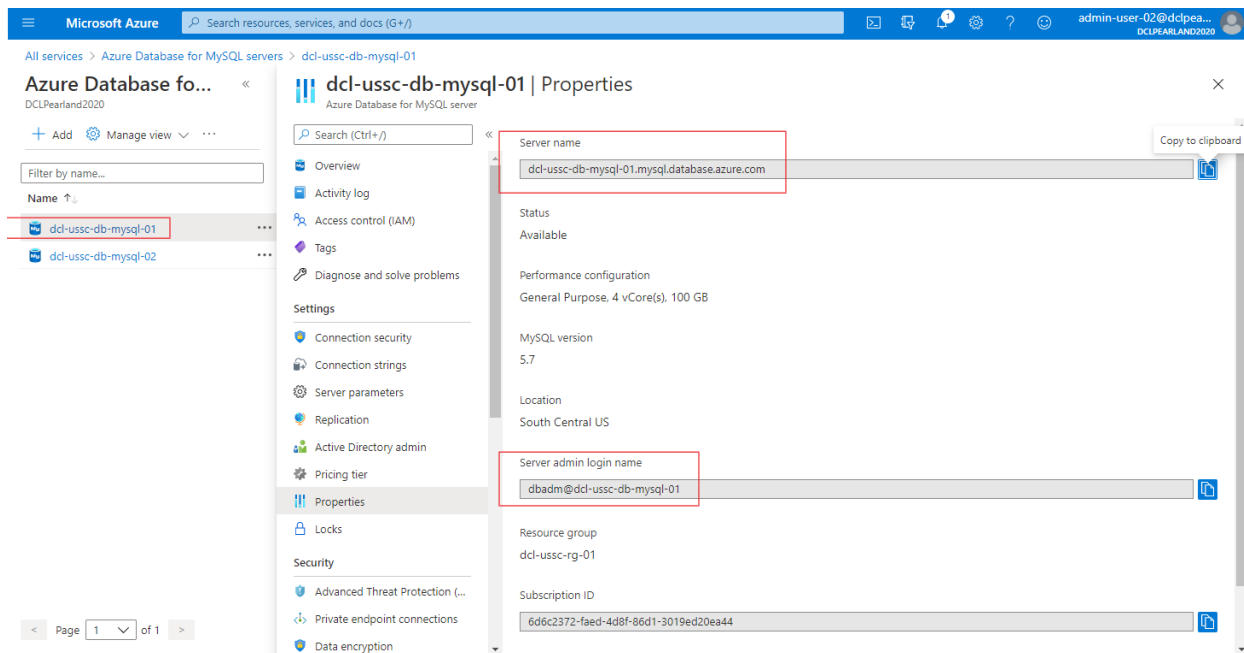 Microsoft Azure
Search resources, services, and docs (G+/)
1
admin-user-02@dclpea...
DCLPEARLAND2020
All services > Azure Database for MySQL servers > dcl-ussc-db-mysql-01
Azure Database fo... «
DCLPearland2020
+ Add Manage view ···
Filter by name...
Name ↑↓
dcl-ussc-db-mysql-01 ···
dcl-ussc-db-mysql-02 ···
< Page 1 of 1 >
dcl-ussc-db-mysql-01 | Properties
Azure Database for MySQL server
Search (Ctrl+/) «
Overview
Activity log
Access control (IAM)
Tags
Diagnose and solve problems
Settings
Connection security
Connection strings
Server parameters
Replication
Active Directory admin
Pricing tier
Properties
Locks
Security
Advanced Threat Protection (...
Private endpoint connections
Data encryption
Copy to clipboard
Server name
dcl-ussc-db-mysql-01.mysql.database.azure.com
Status
Available
Performance configuration
General Purpose, 4 vCore(s), 100 GB
MySQL version
5.7
Location
South Central US
Server admin login name
dbadm@dcl-ussc-db-mysql-01
Resource group
dcl-ussc-rg-01
Subscription ID
6d6c2372-faed-4d8f-86d1-3019ed20ea44